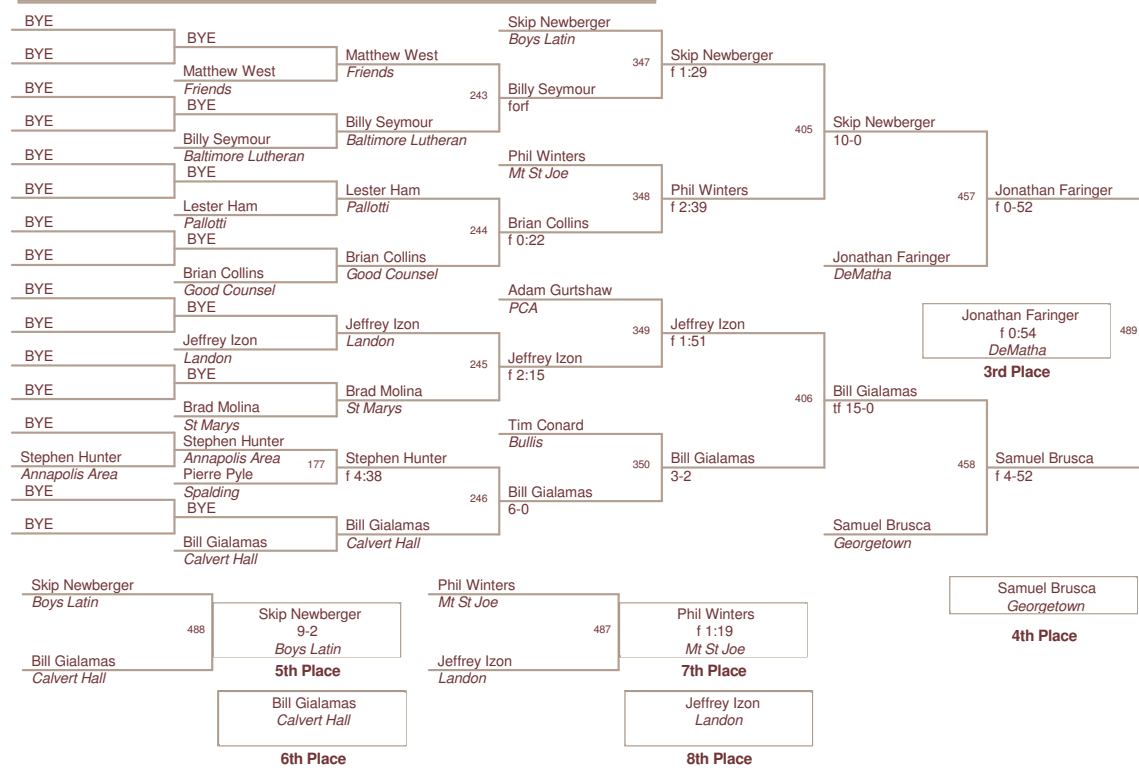 BYE
BYE
BYE
BYE
BYE
BYE
BYE
BYE
BYE
BYE
BYE
BYE
BYE
Stephen Hunter
Annapolis Area
BYE
BYE
BYE
Matthew West
Friends
BYE
Billy Seymour
Baltimore Lutheran
BYE
Lester Ham
Pallotti
BYE
Brian Collins
Good Counsel
BYE
Jeffrey Izon
Landon
BYE
Brad Molina
St Marys
Stephen Hunter
Annapolis Area
177
Pierre Pyle
Spalding
BYE
Bill Gialamas
Calvert Hall
Matthew West
Friends
243
Billy Seymour
Baltimore Lutheran
Lester Ham
Pallotti
244
Brian Collins
Good Counsel
Jeffrey Izon
Landon
245
Brad Molina
St Marys
Stephen Hunter
f 4:38
246
Bill Gialamas
Calvert Hall
Skip Newberger
Boys Latin
347
Billy Seymour
forf
Phil Winters
Mt St Joe
348
Brian Collins
f 0:22
Adam Gurtshaw
PCA
349
Jeffrey Izon
f 2:15
Tim Conard
Bullis
350
Bill Gialamas
6-0
Skip Newberger
f 1:29
405
Phil Winters
f 2:39
Jeffrey Izon
f 1:51
406
Bill Gialamas
3-2
Skip Newberger
10-0
457
Jonathan Faringer
DeMatha
Bill Gialamas
tf 15-0
458
Samuel Brusca
Georgetown
Jonathan Faringer
f 0-52
Jonathan Faringer
f 0:54
DeMatha
489
3rd Place
Samuel Brusca
f 4-52
Samuel Brusca
Georgetown
4th Place
Skip Newberger
Boys Latin
488
Bill Gialamas
Calvert Hall
Skip Newberger
9-2
Boys Latin
5th Place
Bill Gialamas
Calvert Hall
6th Place
Phil Winters
Mt St Joe
487
Jeffrey Izon
Landon
Phil Winters
f 1:19
Mt St Joe
7th Place
Jeffrey Izon
Landon
8th Place